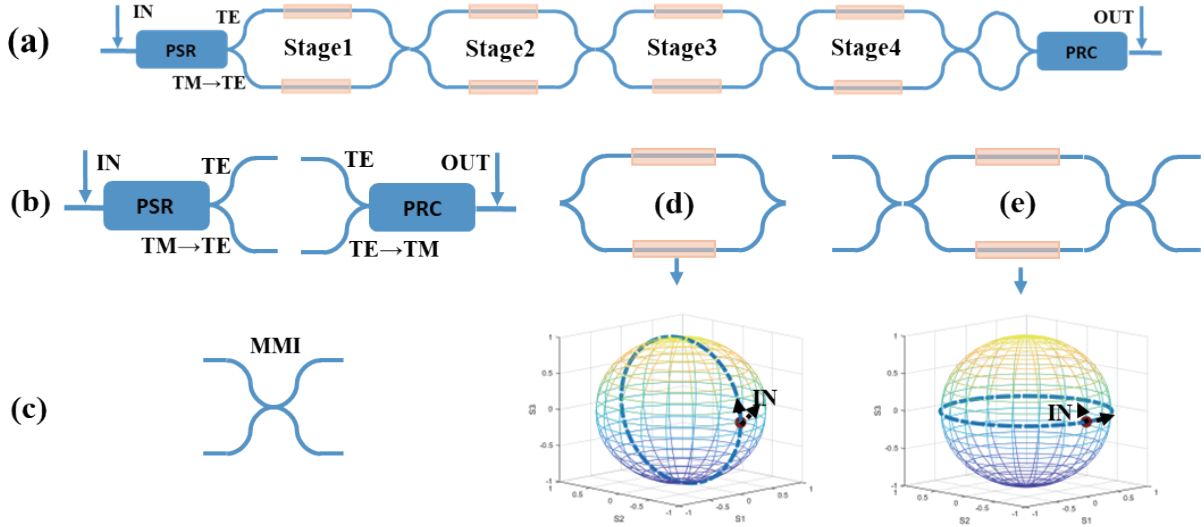 (a)
IN
TE
PSR
TM→TE
Stage1
Stage2
Stage3
Stage4
OUT
PRC
(b)
IN
TE
PSR
TM→TE
TE
OUT
PRC
TE→TM
(d)
(e)
(c)
MMI
IN
1
0.5
0
-0.5
-1
S3
1
0.5
0
-0.5
-1
S2
-1
-0.5
0
0.5
1
S1
IN
1
0.5
0
-0.5
-1
S3
1
0.5
0
-0.5
-1
S2
-1
-0.5
0
0.5
1
S1